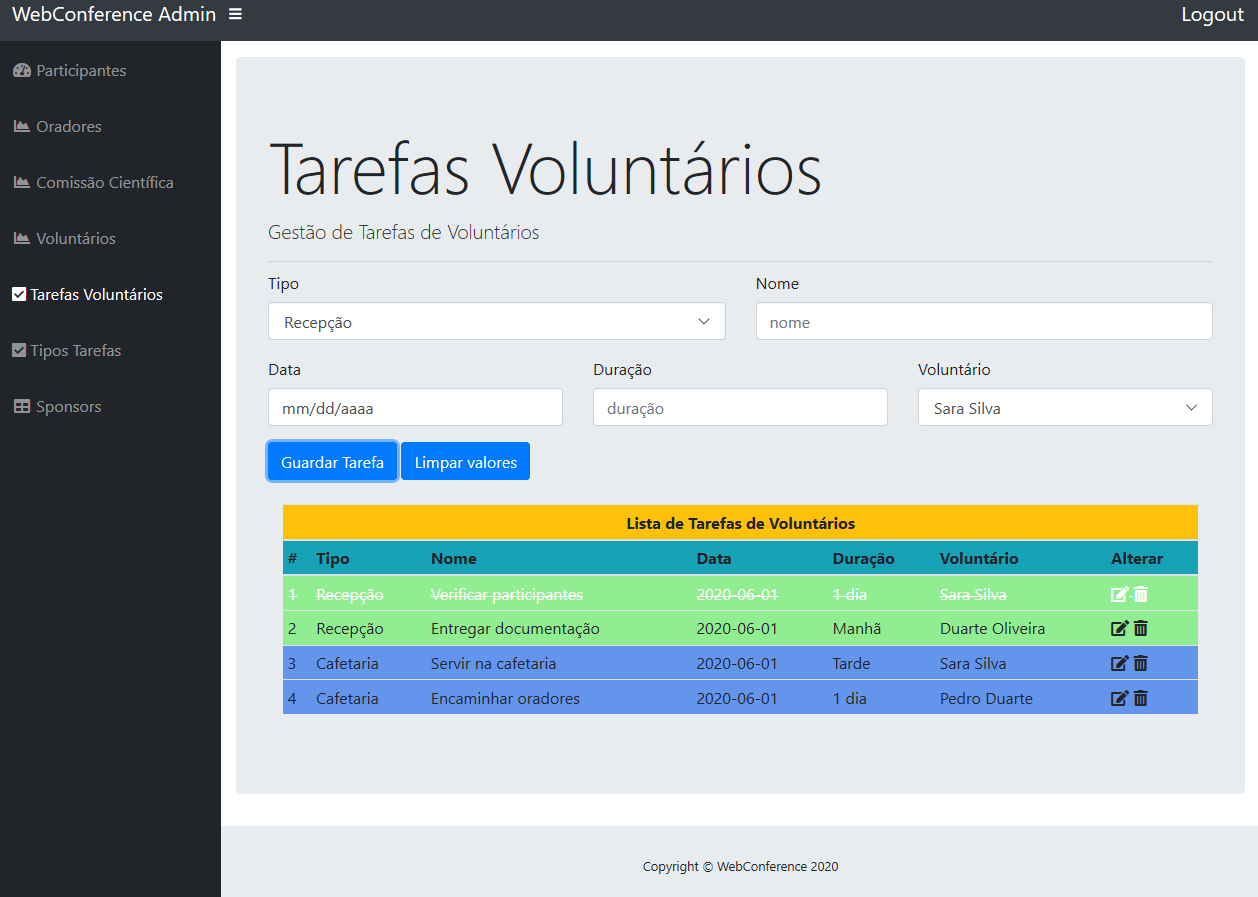 WebConference Admin
Logout
Participantes
Oradores
Comissão Científica
Voluntários
Tarefas Voluntários
Tipos Tarefas
Sponsors
Tarefas Voluntários
Gestão de Tarefas de Voluntários
Tipo Nome
Recepção nome
Data Duração Voluntário
mm/dd/aaaa duração Sara Silva
Guardar Tarefa Limpar valores
Lista de Tarefas de Voluntários
# Tipo Nome Data Duração Voluntário Alterar
1 Recepção Verificar participantes 2020-06-01 1 dia Sara Silva
2 Recepção Entregar documentação 2020-06-01 Manhã Duarte Oliveira
3 Cafetaria Servir na cafetaria 2020-06-01 Tarde Sara Silva
4 Cafetaria Encaminhar oradores 2020-06-01 1 dia Pedro Duarte
Copyright © WebConference 2020